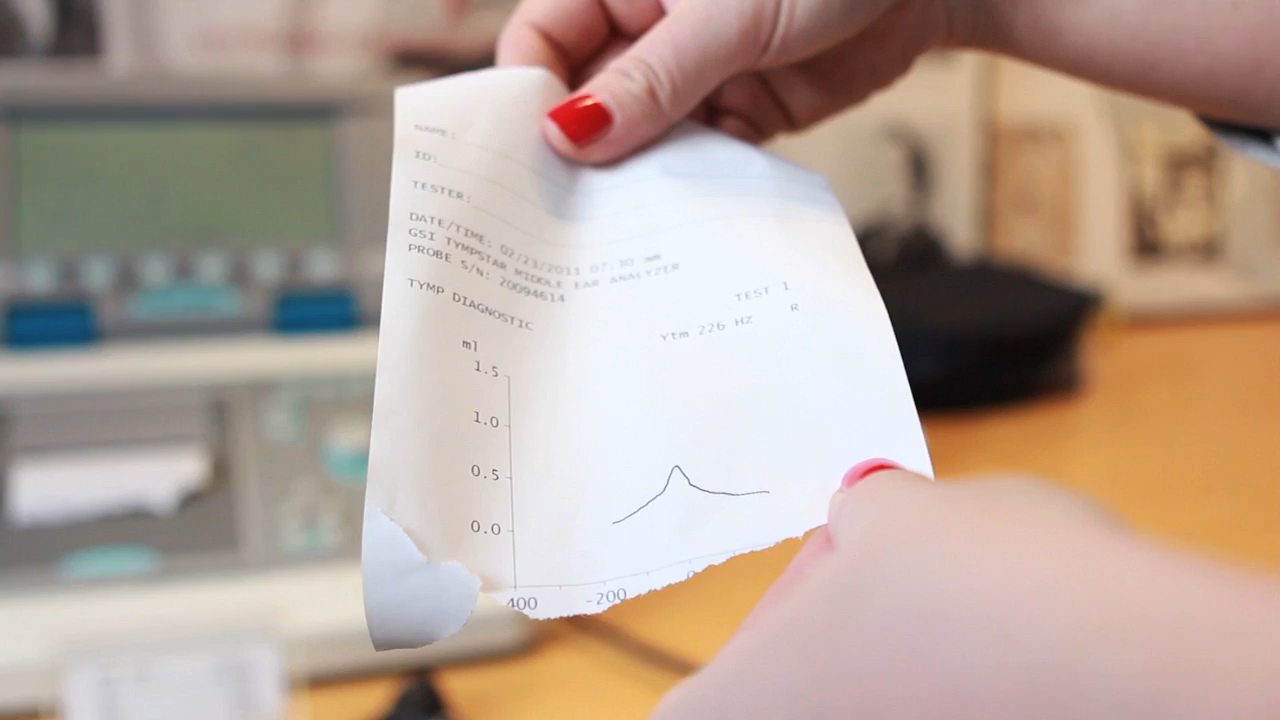 NAME:
ID:
TESTER:
DATE/TIME: 02/23/2011 07:30 AM
GSI TYMPSTAR MIDDLE EAR ANALYZER
PROBE S/N: 20094614
TYMP DIAGNOSTIC
TEST 1
Ytm 226 HZ R
ml
1.5
1.0
0.5
0.0
400 -200 0